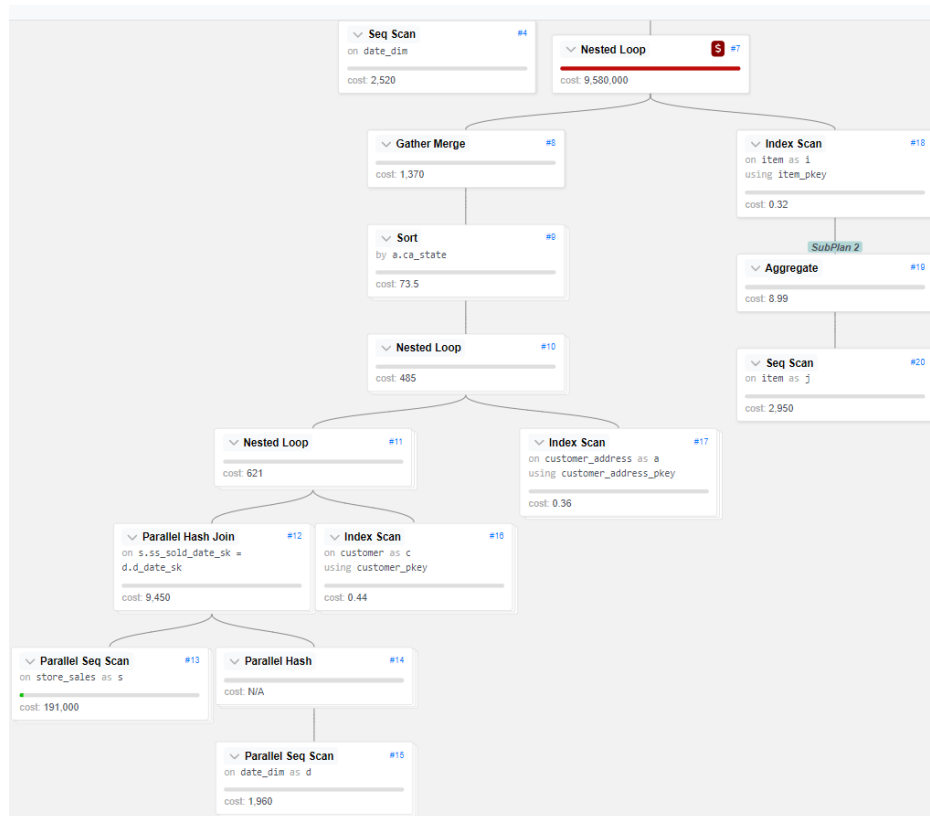 Seq Scan #4
on date_dim
cost: 2,520
Nested Loop $ #7
cost: 9,580,000
Gather Merge #8
cost: 1,370
Index Scan #18
on item as i
using item_pkey
cost: 0.32
Sort #9
by a.ca_state
cost: 73.5
SubPlan 2
Aggregate #19
cost: 8.99
Nested Loop #10
cost: 485
Seq Scan #20
on item as j
cost: 2,950
Nested Loop #11
cost: 621
Index Scan #17
on customer_address as a
using customer_address_pkey
cost: 0.36
Parallel Hash Join #12
on s.ss_sold_date_sk =
d.d_date_sk
cost: 9,450
Index Scan #16
on customer as c
using customer_pkey
cost: 0.44
Parallel Seq Scan #13
on store_sales as s
cost: 191,000
Parallel Hash #14
cost: N/A
Parallel Seq Scan #15
on date_dim as d
cost: 1,960